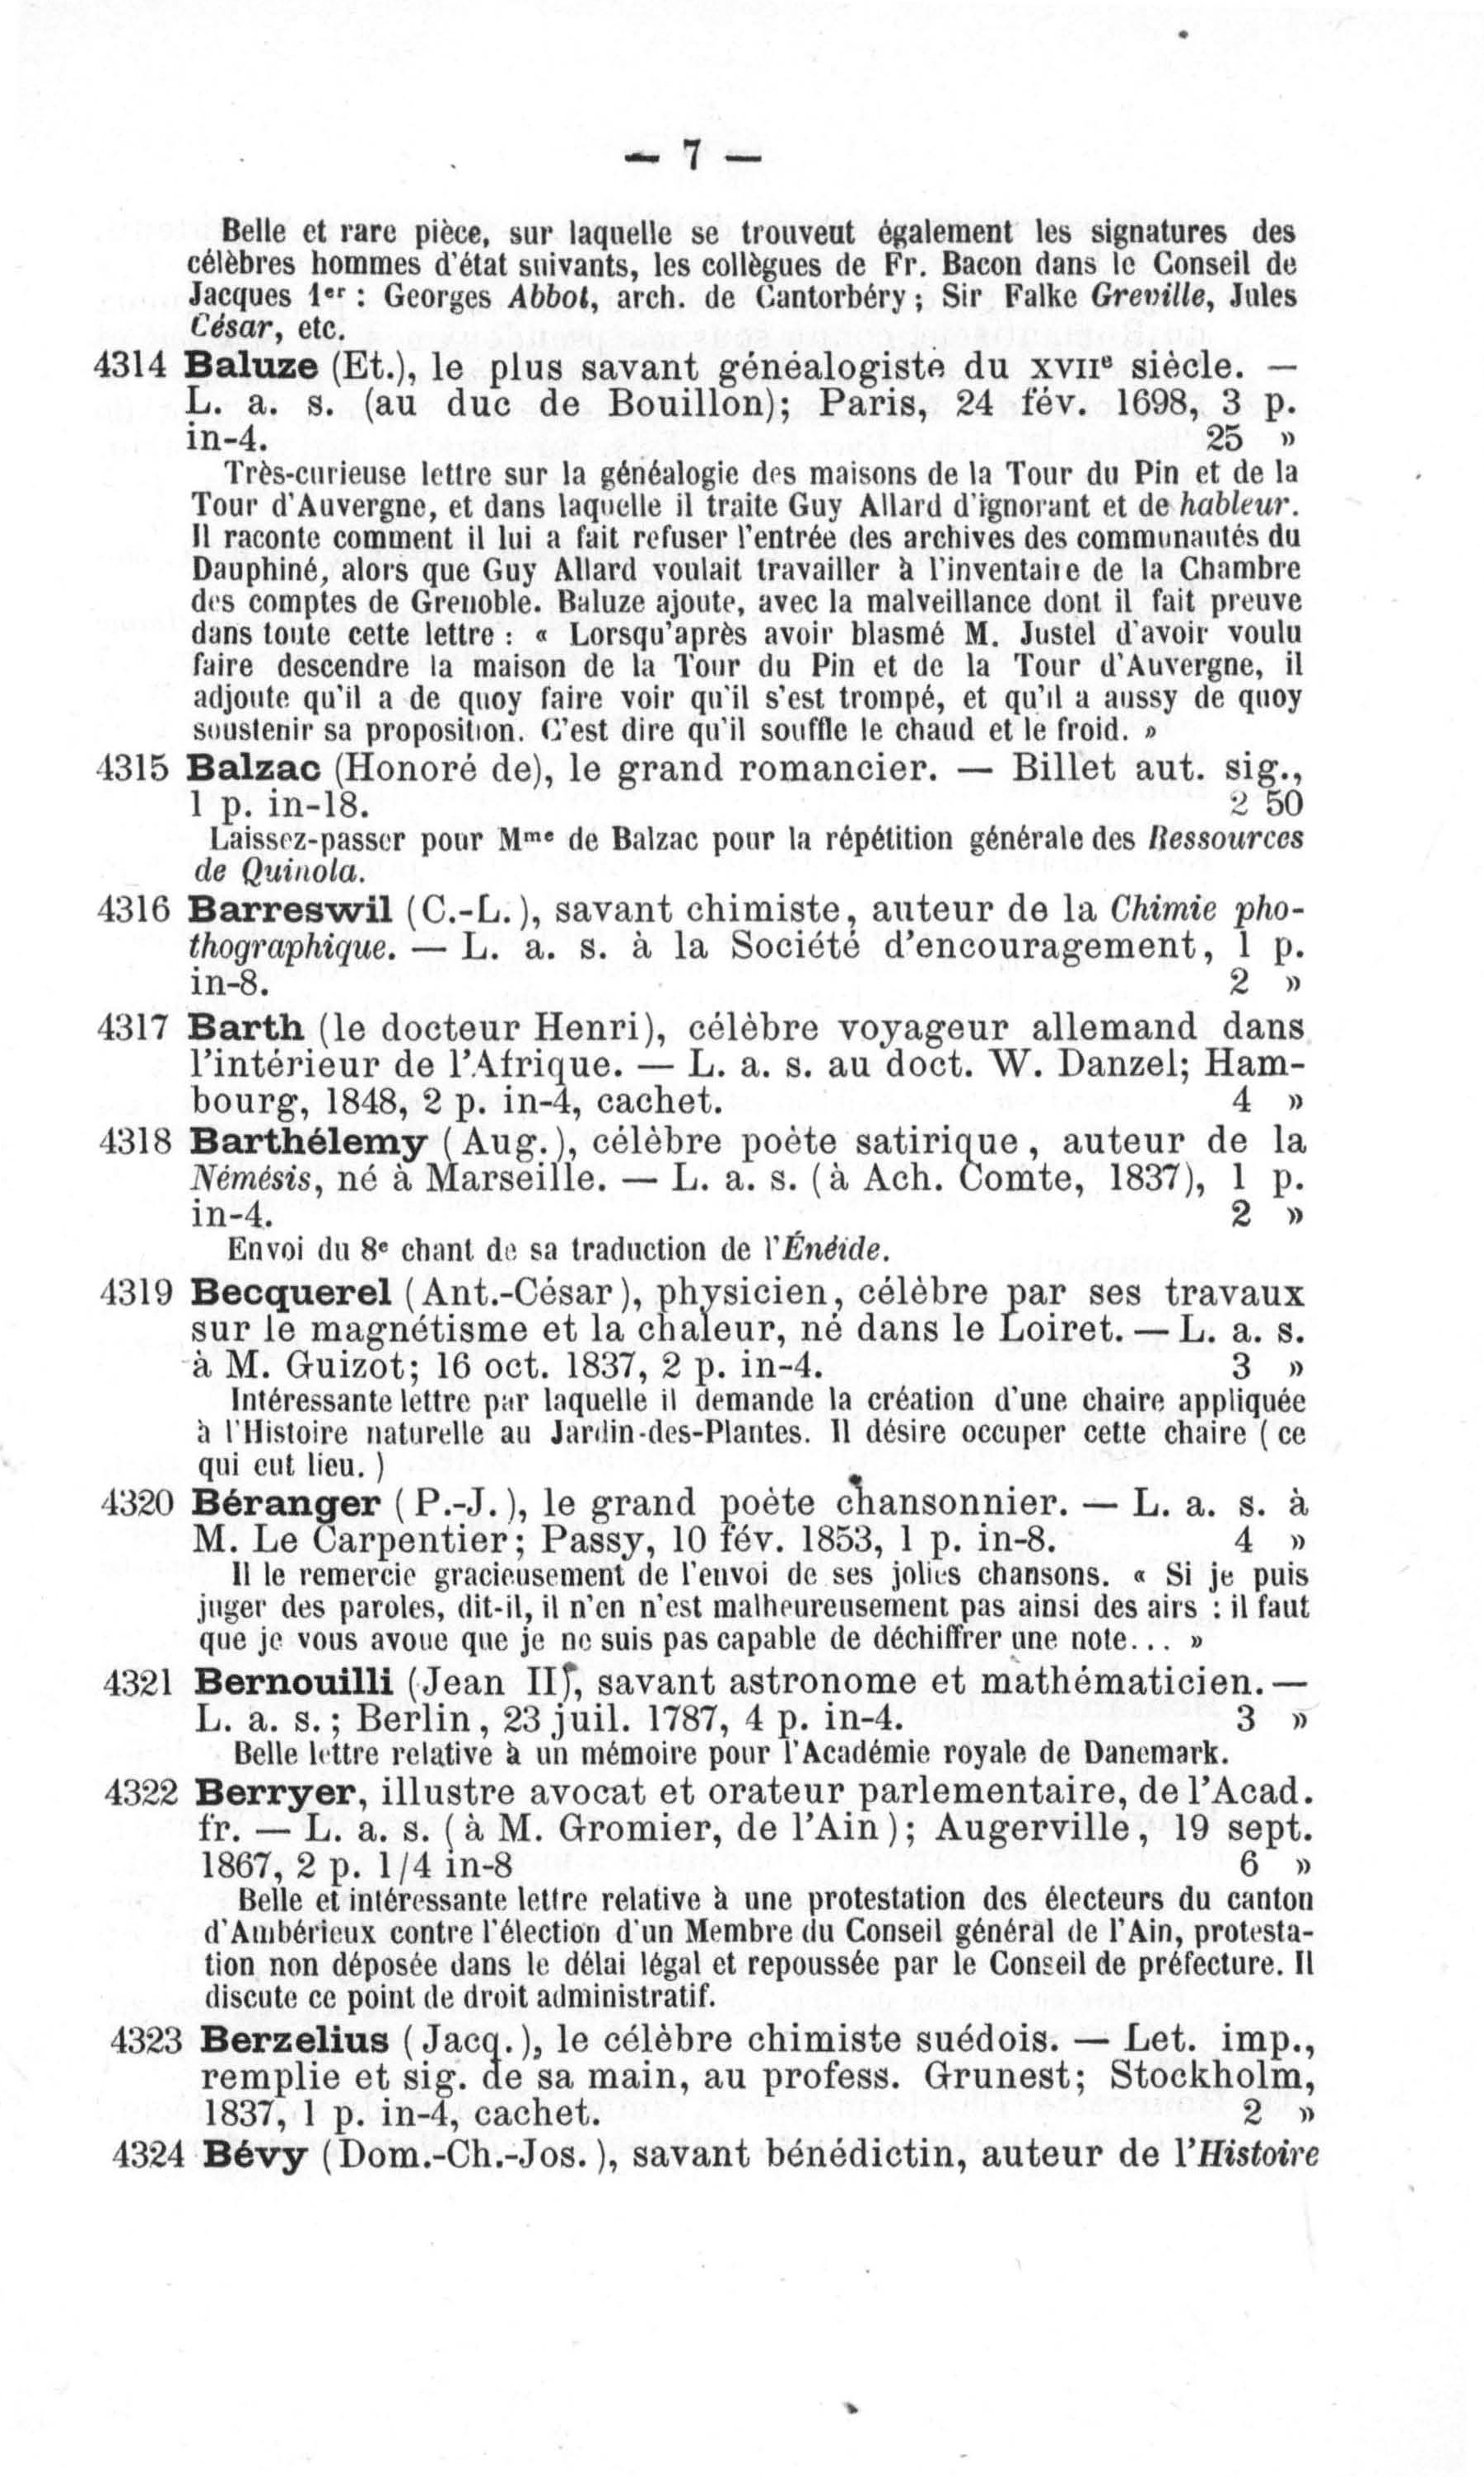 — 7 —
Belle et rare pièce, sur laquelle se trouvent également les signatures des
célèbres hommes d'état suivants, les collègues de Fr. Bacon dans le Conseil de
Jacques 1er : Georges Abbot, arch. de Cantorbéry ; Sir Falke Greville, Jules
César, etc.
4314 Baluze (Et.), le plus savant généalogiste du XVIIe siècle. —
L. a. s. (au duc de Bouillon); Paris, 24 fév. 1698, 3 p.
in-4. 25 »
Très-curieuse lettre sur la généalogie des maisons de la Tour du Pin et de la
Tour d'Auvergne, et dans laquelle il traite Guy Allard d'ignorant et de hableur.
Il raconte comment il lui a fait refuser l'entrée des archives des communautés du
Dauphiné, alors que Guy Allard voulait travailler à l'inventaire de la Chambre
des comptes de Grenoble. Baluze ajoute, avec la malveillance dont il fait preuve
dans toute cette lettre : « Lorsqu'après avoir blasmé M. Justel d'avoir voulu
faire descendre la maison de la Tour du Pin et de la Tour d'Auvergne, il
adjoute qu'il a de quoy faire voir qu'il s'est trompé, et qu'il a aussy de quoy
soustenir sa proposition. C'est dire qu'il souffle le chaud et le froid. »
4315 Balzac (Honoré de), le grand romancier. — Billet aut. sig.,
1 p. in-18. 2 50
Laissez-passer pour Mme de Balzac pour la répétition générale des Ressources
de Quinola.
4316 Barreswil (C.-L.), savant chimiste, auteur de la Chimie pho-
thographique. — L. a. s. à la Société d'encouragement, 1 p.
in-8. 2 »
4317 Barth (le docteur Henri), célèbre voyageur allemand dans
l'intérieur de l'Afrique. — L. a. s. au doct. W. Danzel; Ham-
bourg, 1848, 2 p. in-4, cachet. 4 »
4318 Barthélemy (Aug.), célèbre poète satirique, auteur de la
Némésis, né à Marseille. — L. a. s. (à Ach. Comte, 1837), 1 p.
in-4. 2 »
Envoi du 8e chant de sa traduction de l'Énéide.
4319 Becquerel (Ant.-César), physicien, célèbre par ses travaux
sur le magnétisme et la chaleur, né dans le Loiret. — L. a. s.
à M. Guizot; 16 oct. 1837, 2 p. in-4. 3 »
Intéressante lettre par laquelle il demande la création d'une chaire appliquée
à l'Histoire naturelle au Jardin-des-Plantes. Il désire occuper cette chaire (ce
qui eut lieu.)
4320 Béranger (P.-J.), le grand poète chansonnier. — L. a. s. à
M. Le Carpentier; Passy, 10 fév. 1853, 1 p. in-8. 4 »
Il le remercie gracieusement de l'envoi de ses jolies chansons. « Si je puis
juger des paroles, dit-il, il n'en n'est malheureusement pas ainsi des airs : il faut
que je vous avoue que je ne suis pas capable de déchiffrer une note... »
4321 Bernouilli (Jean II), savant astronome et mathématicien. —
L. a. s.; Berlin, 23 juil. 1787, 4 p. in-4. 3 »
Belle lettre relative à un mémoire pour l'Académie royale de Danemark.
4322 Berryer, illustre avocat et orateur parlementaire, de l'Acad.
fr. — L. a. s. (à M. Gromier, de l'Ain); Augerville, 19 sept.
1867, 2 p. 1/4 in-8 6 »
Belle et intéressante lettre relative à une protestation des électeurs du canton
d'Ambérieux contre l'élection d'un Membre du Conseil général de l'Ain, protesta-
tion non déposée dans le délai légal et repoussée par le Conseil de préfecture. Il
discute ce point de droit administratif.
4323 Berzelius (Jacq.), le célèbre chimiste suédois. — Let. imp.,
remplie et sig. de sa main, au profess. Grunest; Stockholm,
1837, 1 p. in-4, cachet. 2 »
4324 Bévy (Dom.-Ch.-Jos.), savant bénédictin, auteur de l'Histoire